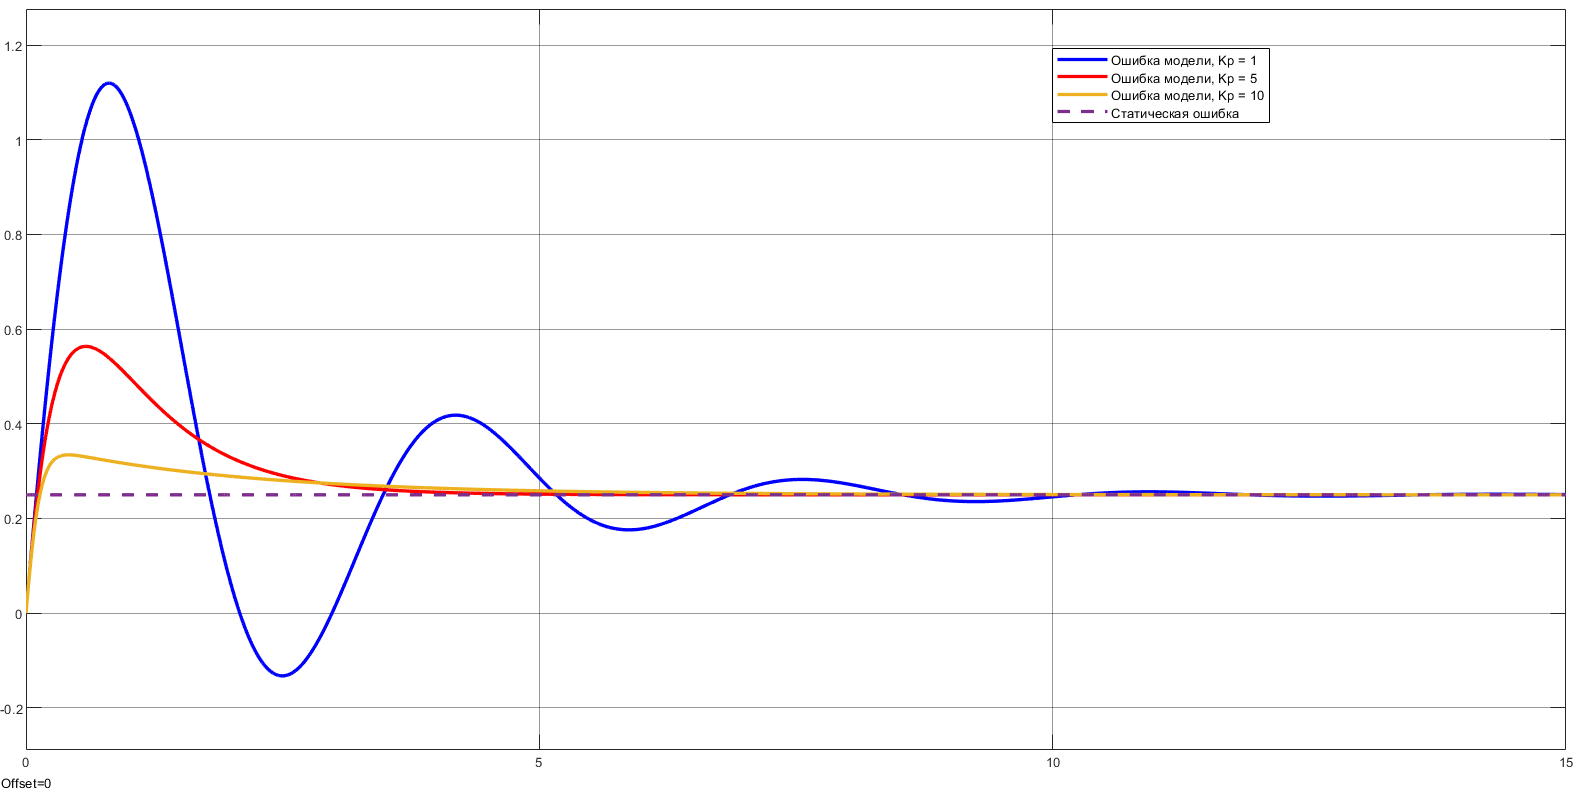 1.2
1
0.8
0.6
0.4
0.2
0
-0.2
Ошибка модели, Kp = 1
Ошибка модели, Kp = 5
Ошибка модели, Kp = 10
Статическая ошибка
0 5 10 15
Offset=0